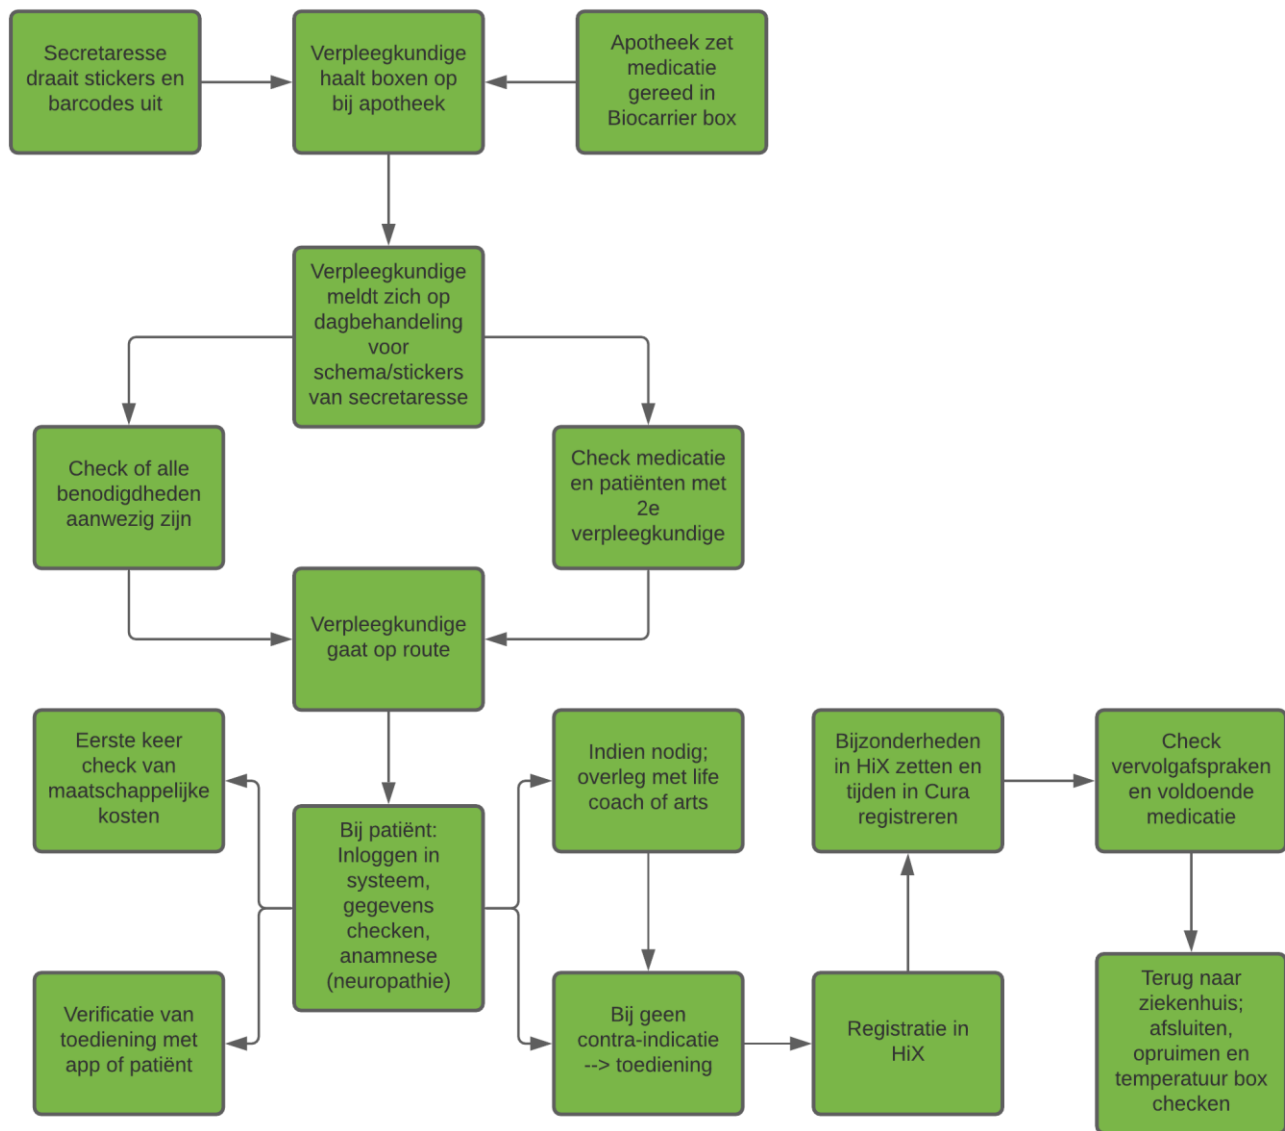 Secretaresse
draait stickers en
barcodes uit
Verpleegkundige
haalt boxen op
bij apotheek
Apotheek zet
medicatie
gereed in
Biocarrier box
Verpleegkundige
meldt zich op
dagbehandeling
voor
schema/stickers
van secretaresse
Check of alle
benodigdheden
aanwezig zijn
Check medicatie
en patiënten met
2e
verpleegkundige
Verpleegkundige
gaat op route
Eerste keer
check van
maatschappelijke
kosten
Bij patiënt:
Inloggen in
systeem,
gegevens
checken,
anamnese
(neuropathie)
Indien nodig;
overleg met life
coach of arts
Bijzonderheden
in HiX zetten en
tijden in Cura
registreren
Check
vervolgafspraken
en voldoende
medicatie
Verificatie van
toediening met
app of patiënt
Bij geen
contra-indicatie
--> toediening
Registratie in
HiX
Terug naar
ziekenhuis;
afsluiten,
opruimen en
temperatuur box
checken